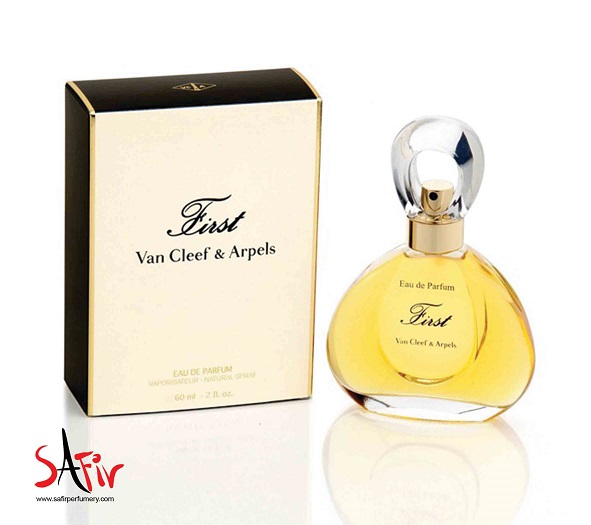 First
Van Cleef & Arpels
EAU DE PARFUM
VAPORISATEUR - NATURAL SPRAY
60 ml - 2 fl. oz.
Eau de Parfum
First
Van Cleef & Arpels
SAFir
www.safirperfumery.com